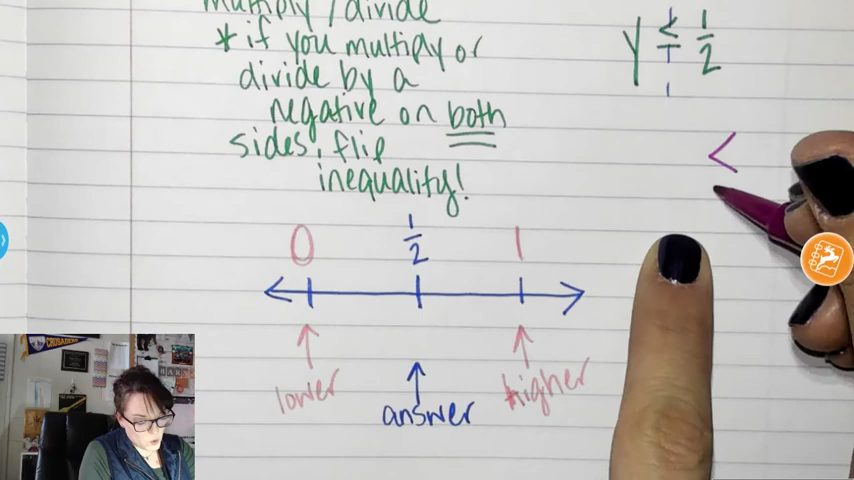 multiply/divide
* if you multiply or
divide by a
negative on both
sides, flip
inequality!
y ≤ 1/2
<
0 1/2 1
lower answer higher
CRUSADERS